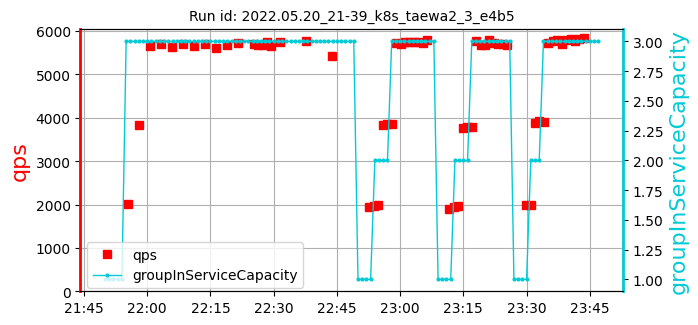 Run id: 2022.05.20_21-39_k8s_taewa2_3_e4b5
6000
5000
4000
3000
2000
1000
0
qps
3.00
2.75
2.50
2.25
2.00
1.75
1.50
1.25
1.00
groupInServiceCapacity
qps
groupInServiceCapacity
21:45 22:00 22:15 22:30 22:45 23:00 23:15 23:30 23:45